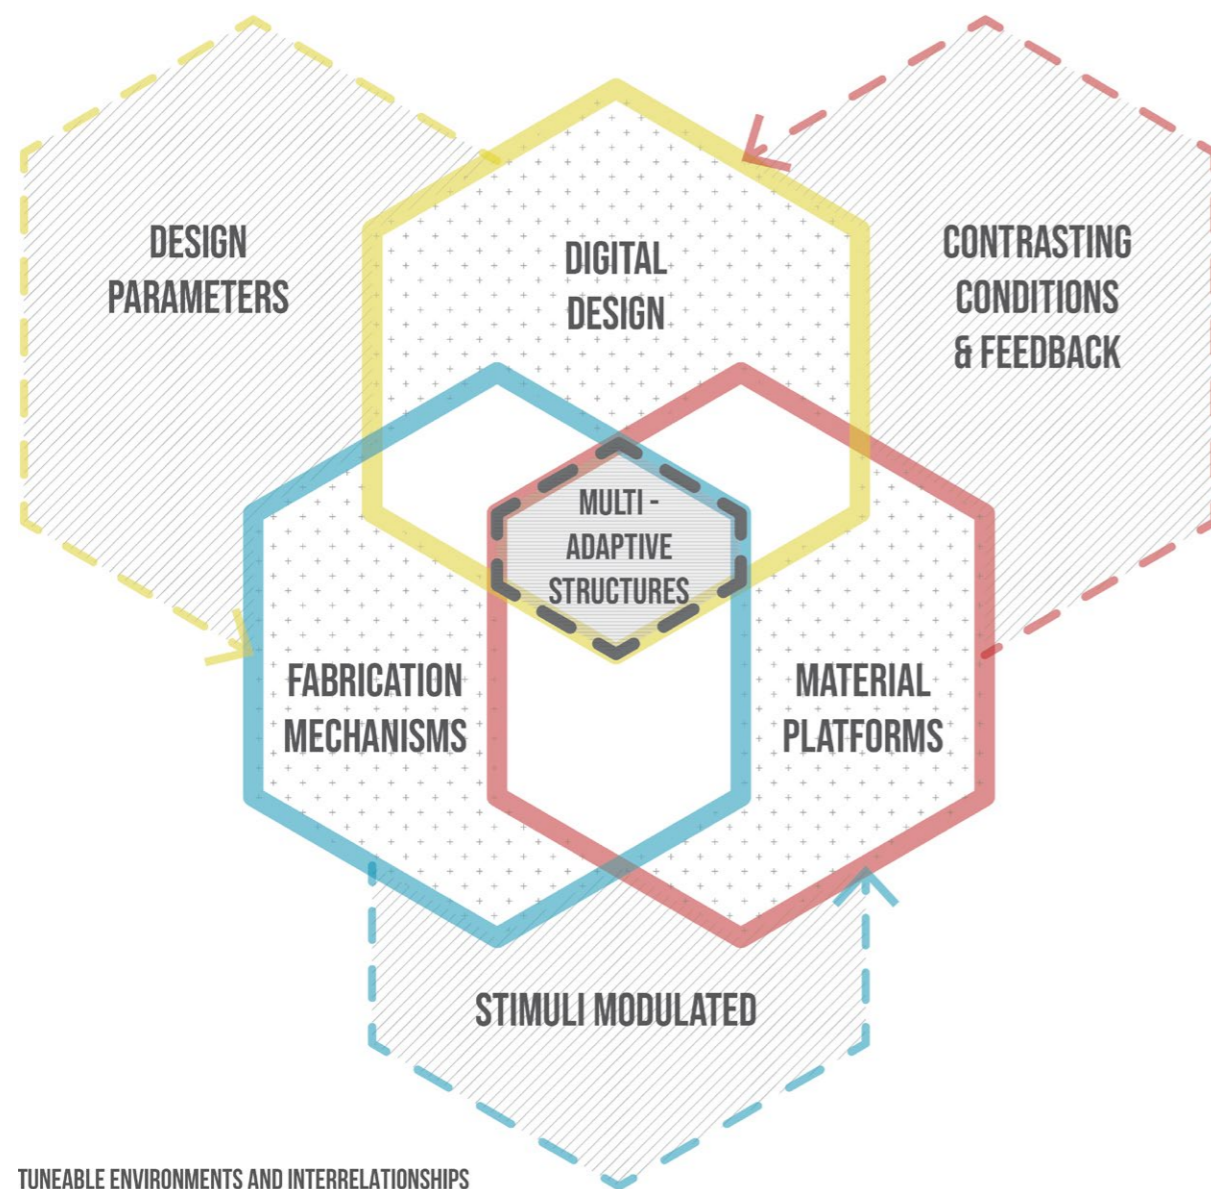 DESIGN
PARAMETERS
DIGITAL
DESIGN
CONTRASTING
CONDITIONS
& FEEDBACK
MULTI -
ADAPTIVE
STRUCTURES
FABRICATION
MECHANISMS
MATERIAL
PLATFORMS
STIMULI MODULATED
TUNEABLE ENVIRONMENTS AND INTERRELATIONSHIPS